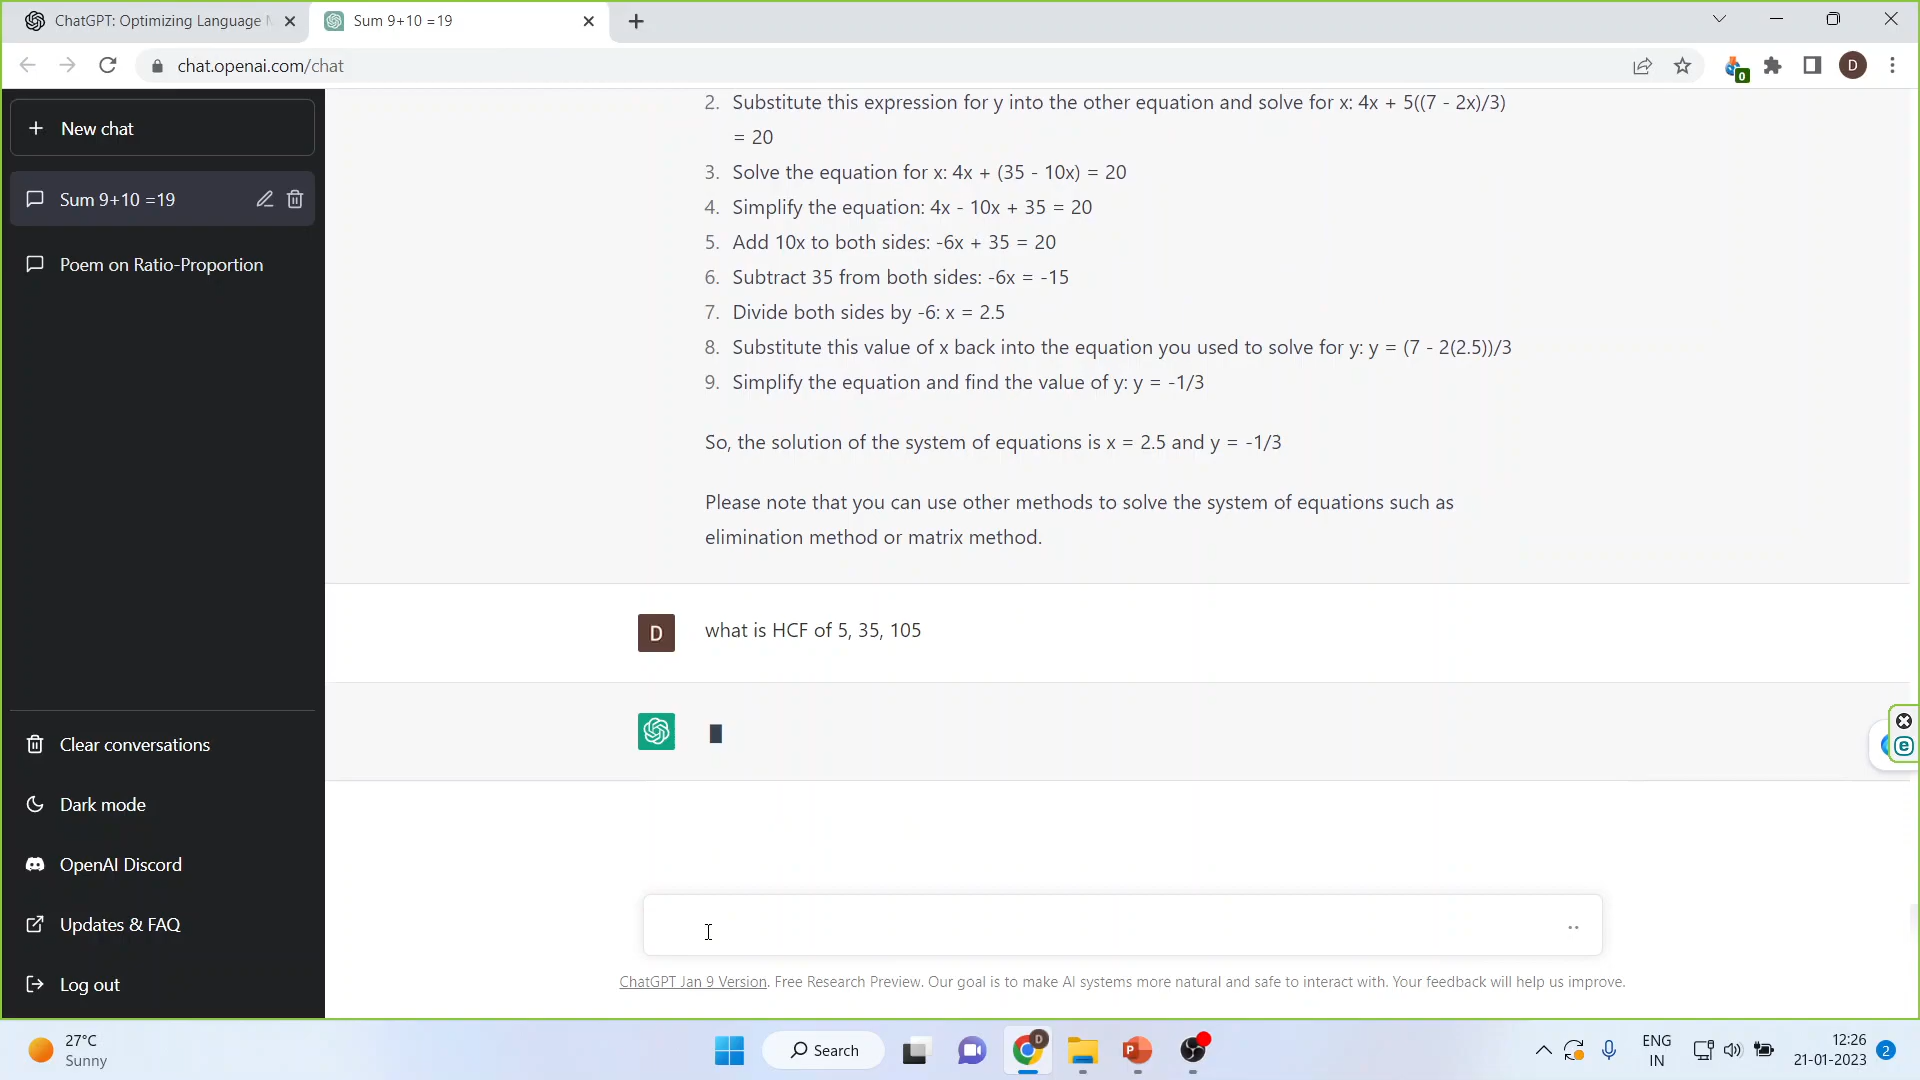 ChatGPT: Optimizing Language
Sum 9+10 =19
chat.openai.com/chat
0
D
New chat
Sum 9+10 =19
Poem on Ratio-Proportion
Clear conversations
Dark mode
OpenAI Discord
Updates & FAQ
Log out
2. Substitute this expression for y into the other equation and solve for x: 4x + 5((7 - 2x)/3)
= 20
3. Solve the equation for x: 4x + (35 - 10x) = 20
4. Simplify the equation: 4x - 10x + 35 = 20
5. Add 10x to both sides: -6x + 35 = 20
6. Subtract 35 from both sides: -6x = -15
7. Divide both sides by -6: x = 2.5
8. Substitute this value of x back into the equation you used to solve for y: y = (7 - 2(2.5))/3
9. Simplify the equation and find the value of y: y = -1/3
So, the solution of the system of equations is x = 2.5 and y = -1/3
Please note that you can use other methods to solve the system of equations such as
elimination method or matrix method.
D what is HCF of 5, 35, 105
ChatGPT Jan 9 Version. Free Research Preview. Our goal is to make AI systems more natural and safe to interact with. Your feedback will help us improve.
27°C
Sunny
Search
D
P
ENG
IN
12:26
21-01-2023
2